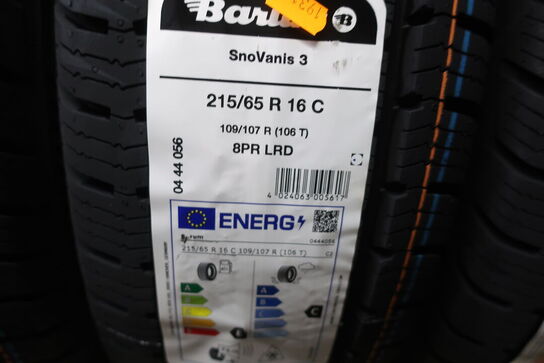 SnoVanis 3
215/65 R 16 C
109/107 R (106 T)
8PR LRD
04 44 056
4 024063 005617
ENERG
0444056
215/65 R 16 C 109/107 R (106 T) C2
A A
B B
C C C